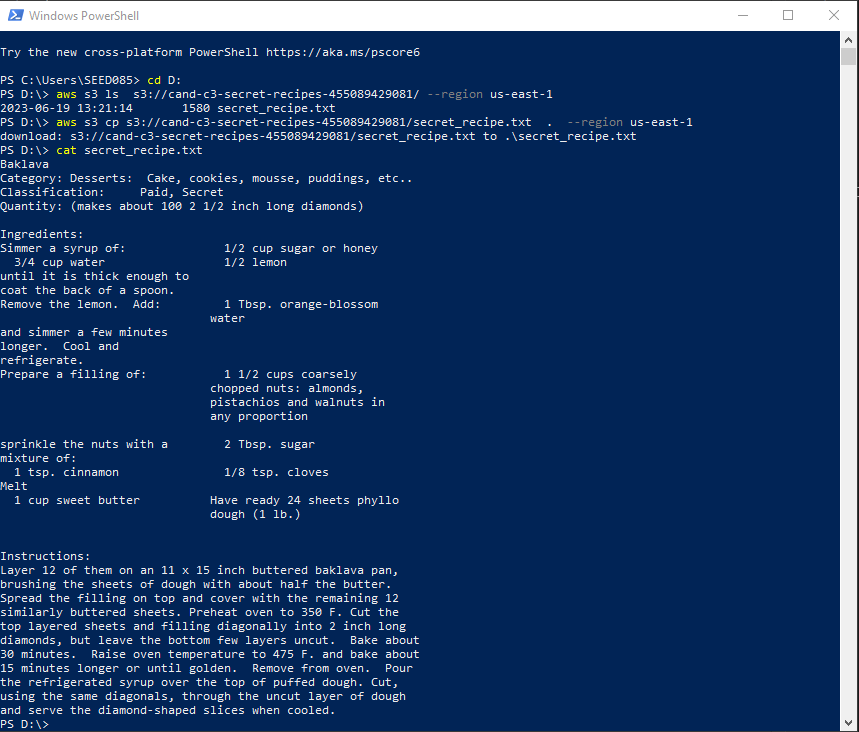 Windows PowerShell
Try the new cross-platform PowerShell https://aka.ms/pscore6
PS C:\Users\SEED085> cd D:
PS D:\> aws s3 ls  s3://cand-c3-secret-recipes-455089429081/ --region us-east-1
2023-06-19 13:21:14       1580 secret_recipe.txt
PS D:\> aws s3 cp s3://cand-c3-secret-recipes-455089429081/secret_recipe.txt  .  --region us-east-1
download: s3://cand-c3-secret-recipes-455089429081/secret_recipe.txt to .\secret_recipe.txt
PS D:\> cat secret_recipe.txt
Baklava
Category: Desserts:  Cake, cookies, mousse, puddings, etc..
Classification:     Paid, Secret
Quantity: (makes about 100 2 1/2 inch long diamonds)
Ingredients:
Simmer a syrup of:              1/2 cup sugar or honey
  3/4 cup water                 1/2 lemon
until it is thick enough to
coat the back of a spoon.
Remove the lemon.  Add:         1 Tbsp. orange-blossom
                              water
and simmer a few minutes
longer.  Cool and
refrigerate.
Prepare a filling of:           1 1/2 cups coarsely
                              chopped nuts: almonds,
                              pistachios and walnuts in
                              any proportion
sprinkle the nuts with a        2 Tbsp. sugar
mixture of:
  1 tsp. cinnamon               1/8 tsp. cloves
Melt
  1 cup sweet butter          Have ready 24 sheets phyllo
                              dough (1 lb.)
Instructions:
Layer 12 of them on an 11 x 15 inch buttered baklava pan,
brushing the sheets of dough with about half the butter.
Spread the filling on top and cover with the remaining 12
similarly buttered sheets. Preheat oven to 350 F. Cut the
top layered sheets and filling diagonally into 2 inch long
diamonds, but leave the bottom few layers uncut.  Bake about
30 minutes.  Raise oven temperature to 475 F. and bake about
15 minutes longer or until golden.  Remove from oven.  Pour
the refrigerated syrup over the top of puffed dough. Cut,
using the same diagonals, through the uncut layer of dough
and serve the diamond-shaped slices when cooled.
PS D:\>